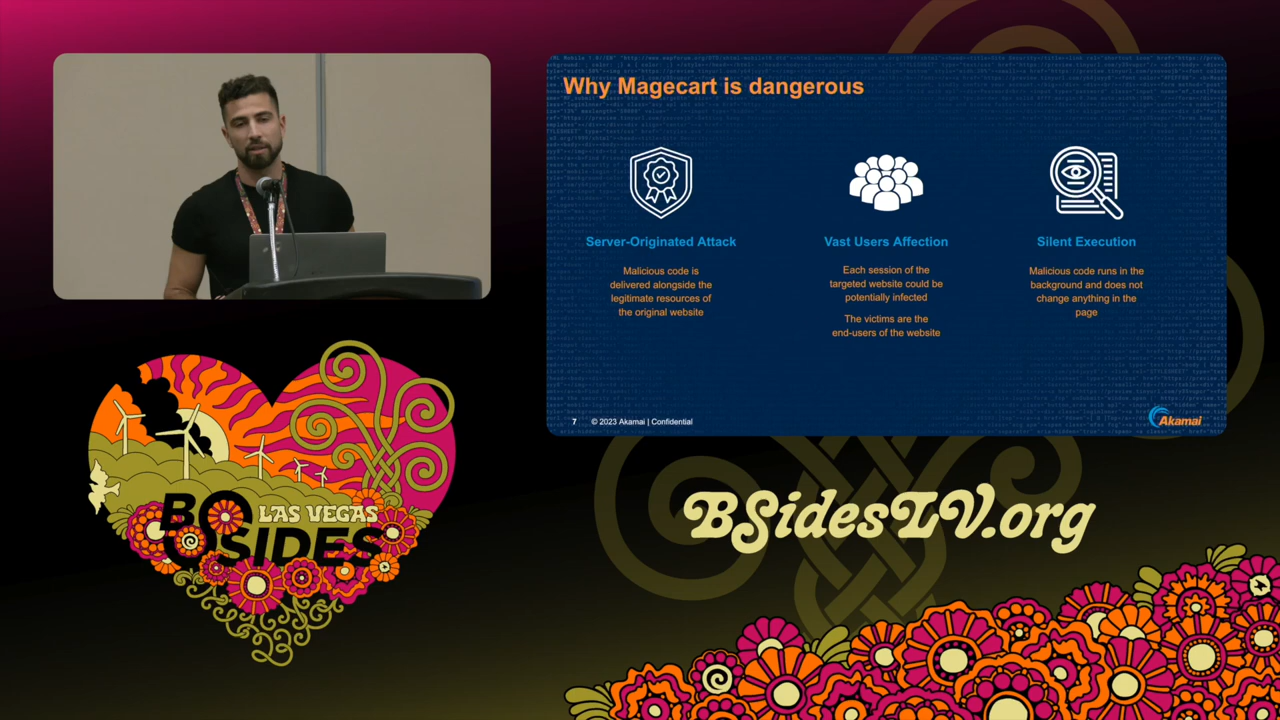 Why Magecart is dangerous
Server-Originated Attack
Malicious code is
delivered alongside the
legitimate resources of
the original website
Vast Users Affection
Each session of the
targeted website could be
potentially infected
The victims are the
end-users of the website
Silent Execution
Malicious code runs in the
background and does not
change anything in the
page
7 © 2023 Akamai | Confidential
Akamai
BSidesLV.org
LAS VEGAS
BSIDES
23